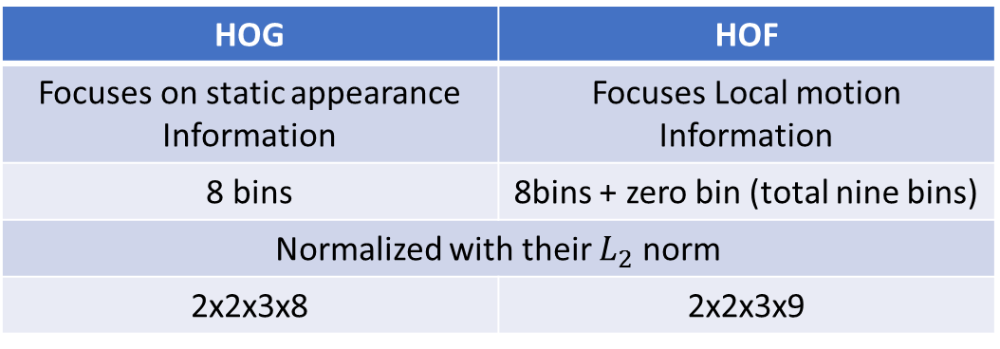 HOG
HOF
Focuses on static appearance
Information
Focuses Local motion
Information
8 bins
8bins + zero bin (total nine bins)
Normalized with their L₂ norm
2x2x3x8
2x2x3x9